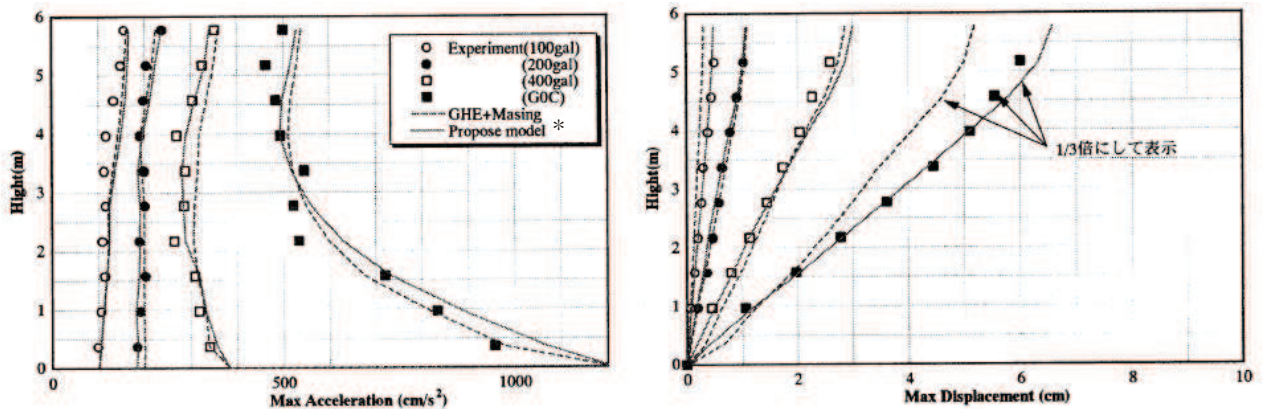 Hight(m)
6
5
4
3
2
1
0
Experiment(100gal)
(200gal)
(400gal)
(G0C)
GHE+Masing
Propose model *
0
500
1000
Max Acceleration (cm/s²)
Hight(m)
6
5
4
3
2
1
0
1/3倍にして表示
0
2
4
6
8
10
Max Displacement (cm)